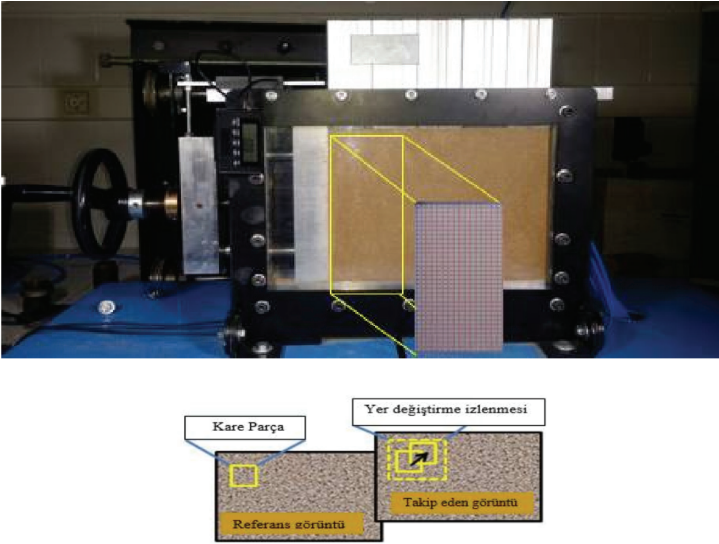 Yer değiştirme izlenmesi
Kare Parça
Takip eden görüntü
Referans görüntü